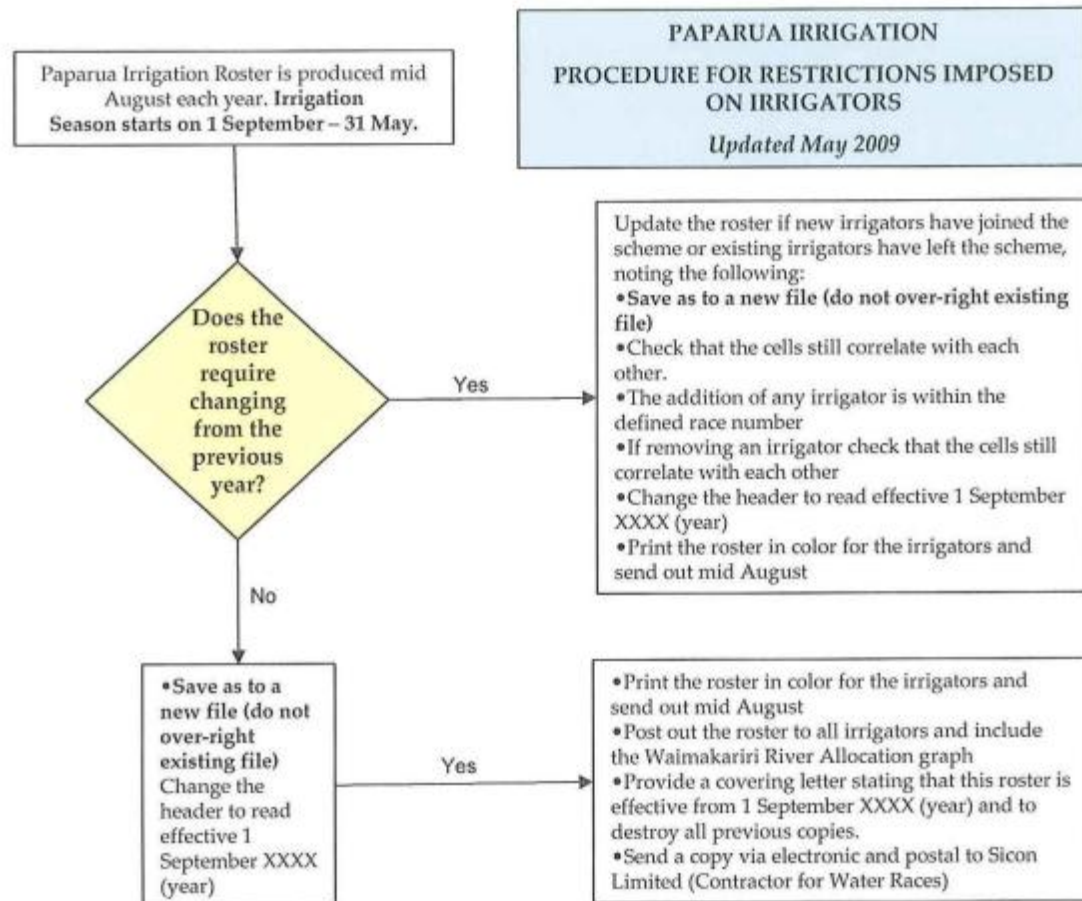 Paparua Irrigation Roster is produced mid
August each year. Irrigation
Season starts on 1 September – 31 May.
PAPARUA IRRIGATION
PROCEDURE FOR RESTRICTIONS IMPOSED
ON IRRIGATORS
Updated May 2009
Does the
roster
require
changing
from the
previous
year?
Yes
Update the roster if new irrigators have joined the
scheme or existing irrigators have left the scheme,
noting the following:
•Save as to a new file (do not over-right existing
file)
•Check that the cells still correlate with each
other.
•The addition of any irrigator is within the
defined race number
•If removing an irrigator check that the cells still
correlate with each other
•Change the header to read effective 1 September
XXXX (year)
•Print the roster in color for the irrigators and
send out mid August
No
•Save as to a
new file (do not
over-right
existing file)
Change the
header to read
effective 1
September XXXX
(year)
Yes
•Print the roster in color for the irrigators and
send out mid August
•Post out the roster to all irrigators and include
the Waimakariri River Allocation graph
•Provide a covering letter stating that this roster is
effective from 1 September XXXX (year) and to
destroy all previous copies.
•Send a copy via electronic and postal to Sicon
Limited (Contractor for Water Races)